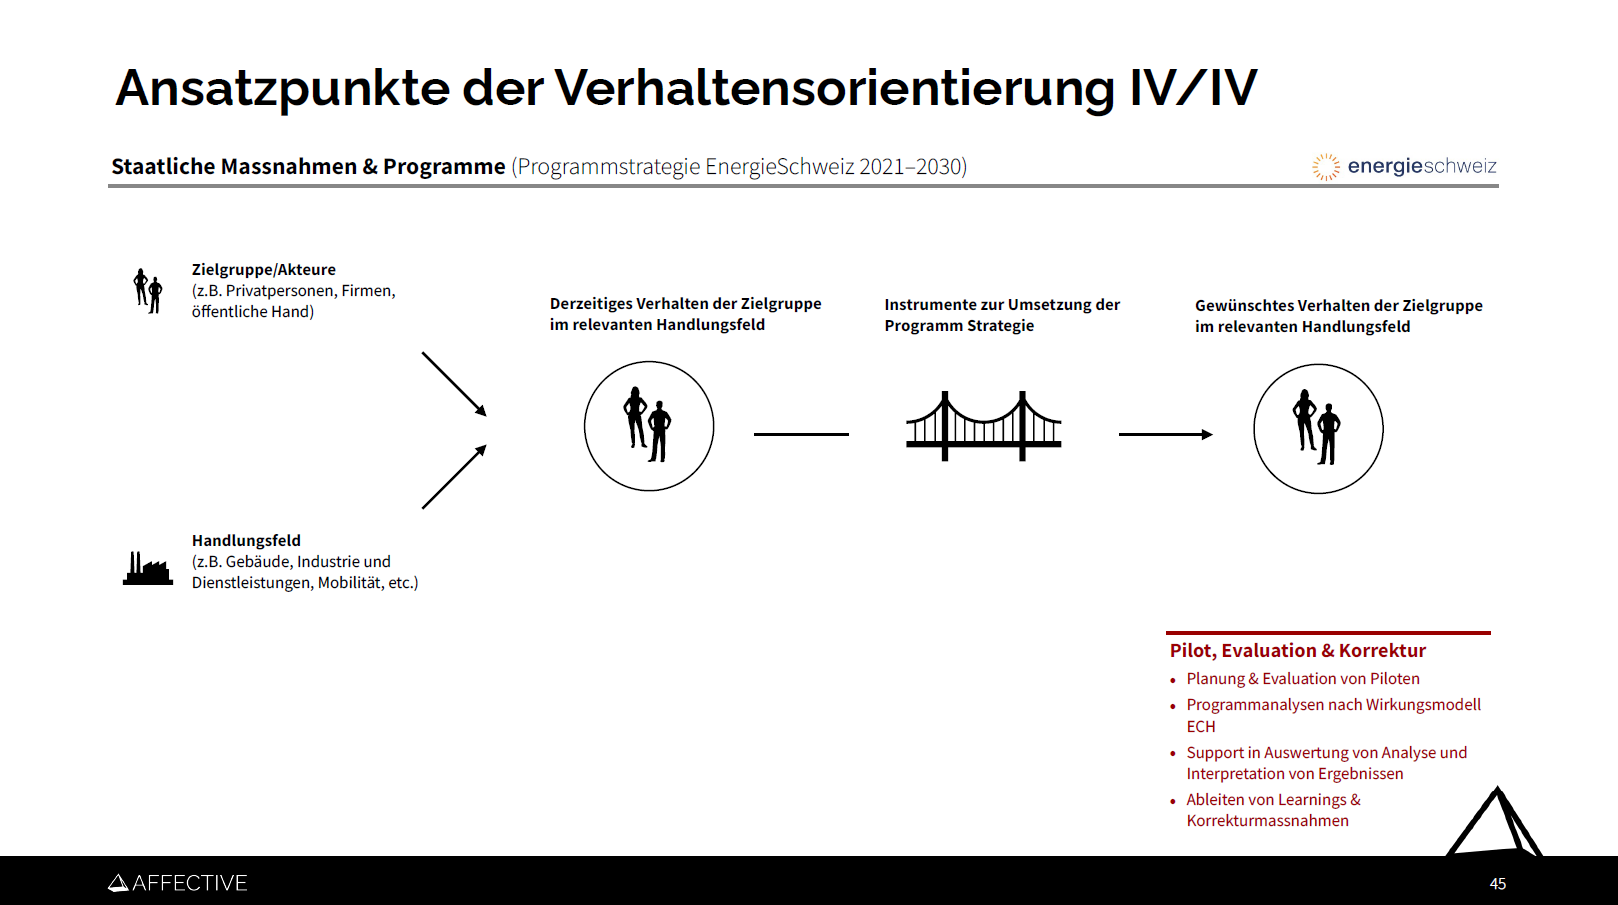 Ansatzpunkte der Verhaltensorientierung IV/IV
Staatliche Massnahmen & Programme (Programmstrategie EnergieSchweiz 2021–2030)
energieschweiz
Zielgruppe/Akteure
(z.B. Privatpersonen, Firmen,
öffentliche Hand)
Handlungsfeld
(z.B. Gebäude, Industrie und
Dienstleistungen, Mobilität, etc.)
Derzeitiges Verhalten der Zielgruppe
im relevanten Handlungsfeld
Instrumente zur Umsetzung der
Programm Strategie
Gewünschtes Verhalten der Zielgruppe
im relevanten Handlungsfeld
Pilot, Evaluation & Korrektur
• Planung & Evaluation von Piloten
• Programmanalysen nach Wirkungsmodell
ECH
• Support in Auswertung von Analyse und
Interpretation von Ergebnissen
• Ableiten von Learnings &
Korrekturmassnahmen
AFFECTIVE
45